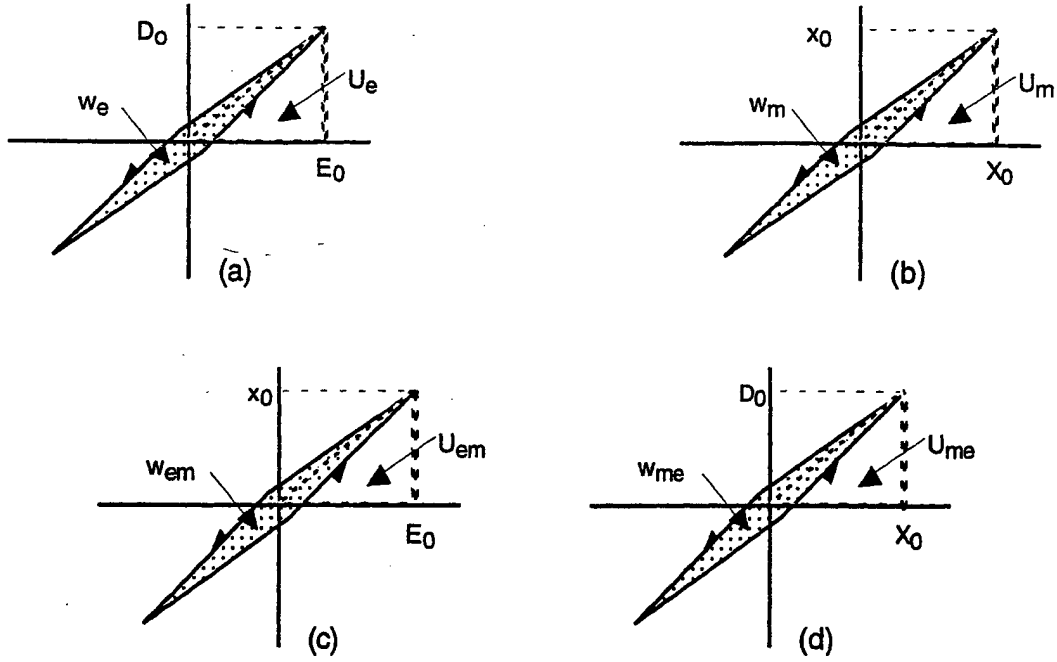 D₀
wₑ
Uₑ
E₀
(a)
x₀
wₘ
Uₘ
X₀
(b)
x₀
wₑₘ
Uₑₘ
E₀
(c)
D₀
wₘₑ
Uₘₑ
X₀
(d)